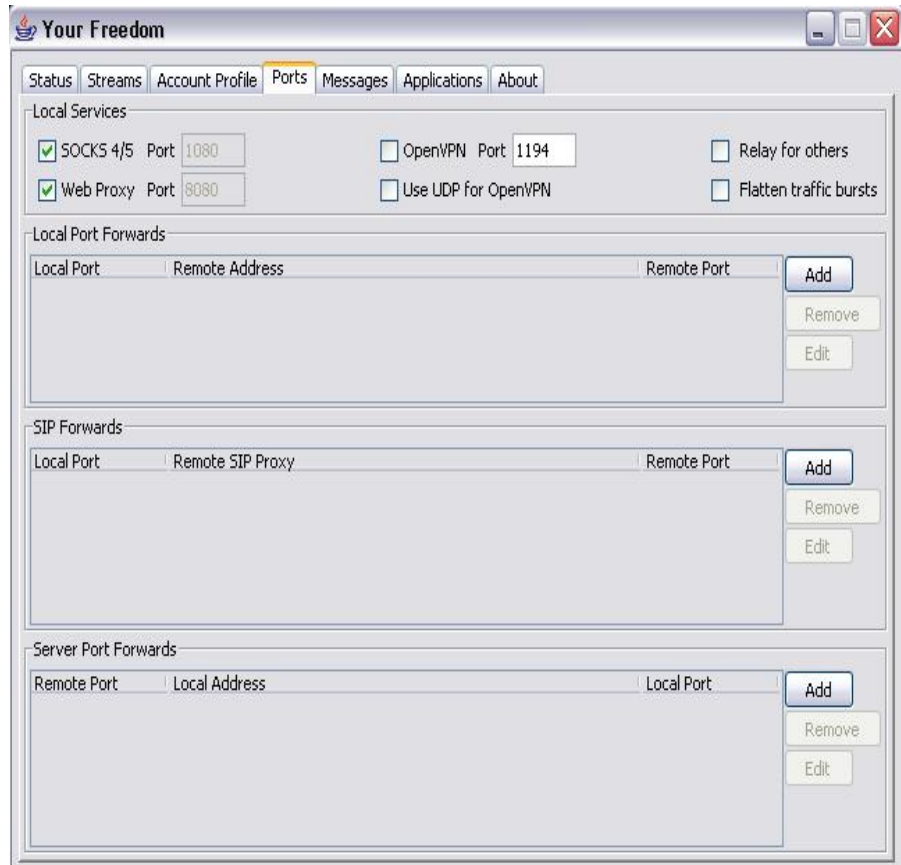 Your Freedom
Status Streams Account Profile Ports Messages Applications About
Local Services
SOCKS 4/5 Port 1080 OpenVPN Port 1194 Relay for others
Web Proxy Port 8080 Use UDP for OpenVPN Flatten traffic bursts
Local Port Forwards
Local Port Remote Address Remote Port Add
Remove
Edit
SIP Forwards
Local Port Remote SIP Proxy Remote Port Add
Remove
Edit
Server Port Forwards
Remote Port Local Address Local Port Add
Remove
Edit